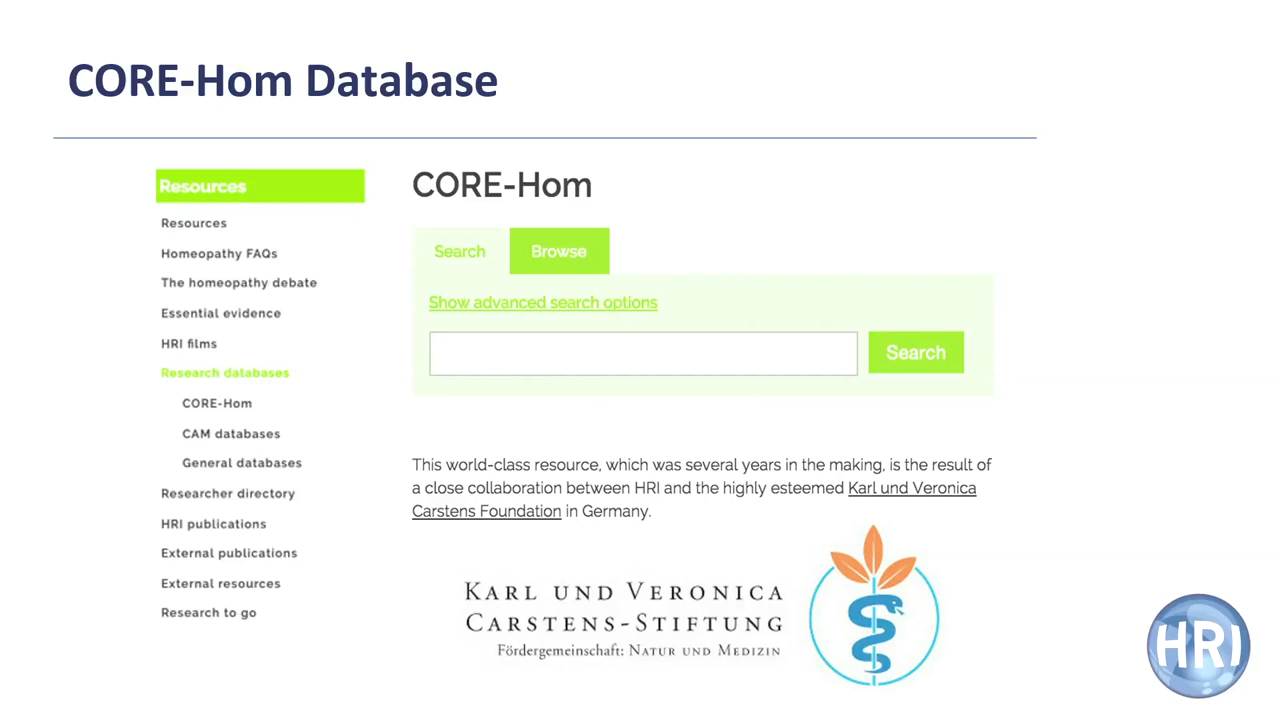 CORE-Hom Database
Resources
Resources
Homeopathy FAQs
The homeopathy debate
Essential evidence
HRI films
Research databases
CORE-Hom
CAM databases
General databases
Researcher directory
HRI publications
External publications
External resources
Research to go
CORE-Hom
Search
Browse
Show advanced search options
Search
This world-class resource, which was several years in the making, is the result
of a close collaboration between HRI and the highly esteemed Karl und Veronica
Carstens Foundation in Germany.
KARL UND VERONICA
CARSTENS-STIFTUNG
Fördergemeinschaft: NATUR UND MEDIZIN
HRI